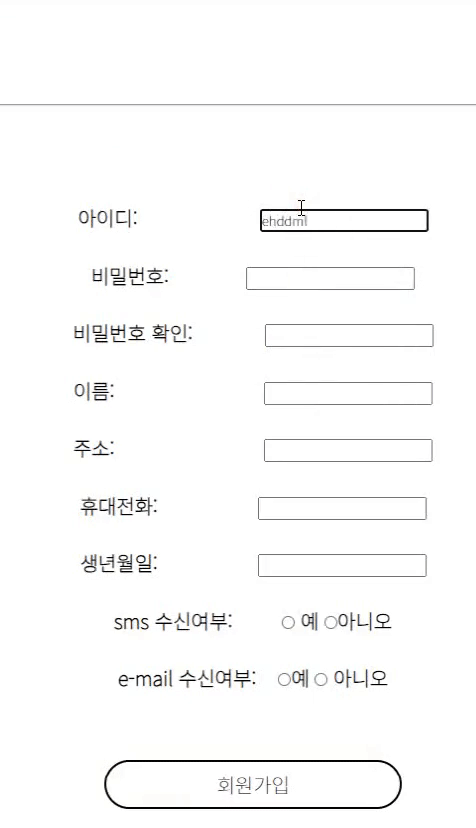 아이디: ehddml
비밀번호:
비밀번호 확인:
이름:
주소:
휴대전화:
생년월일:
sms 수신여부: 예 아니오
e-mail 수신여부: 예 아니오
회원가입